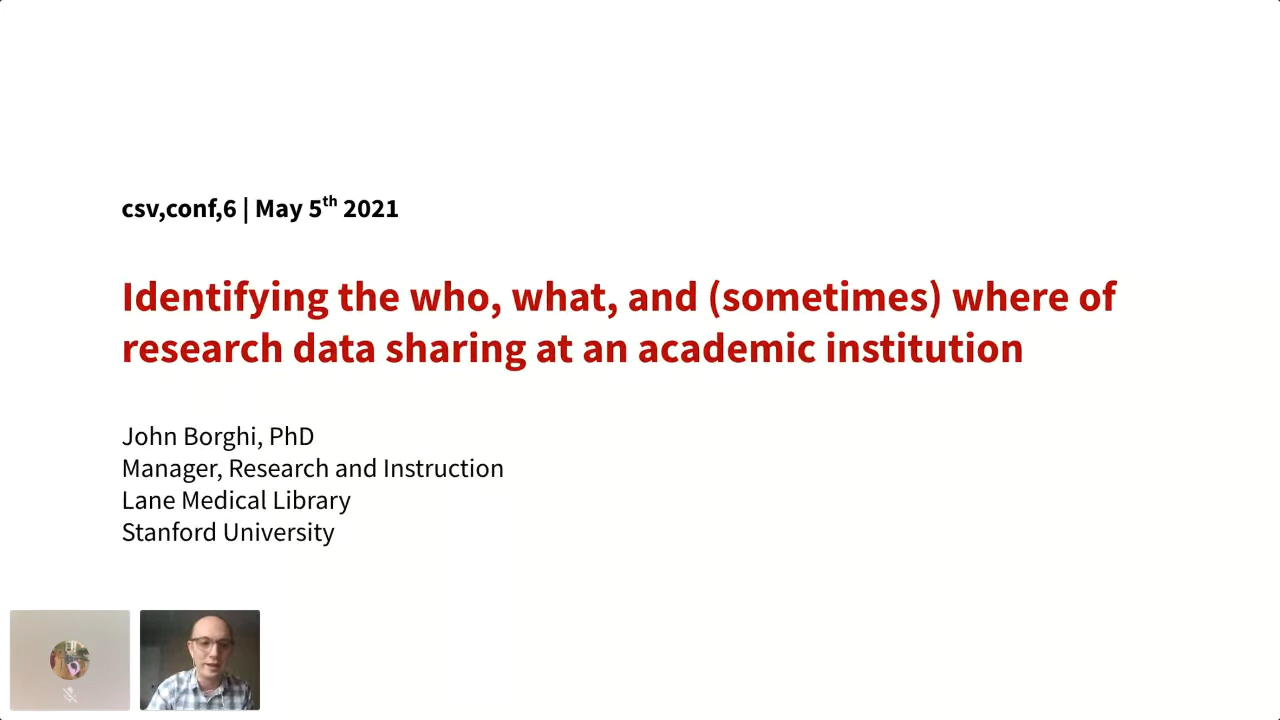 csv,conf,6 | May 5th 2021
Identifying the who, what, and (sometimes) where of
research data sharing at an academic institution
John Borghi, PhD
Manager, Research and Instruction
Lane Medical Library
Stanford University